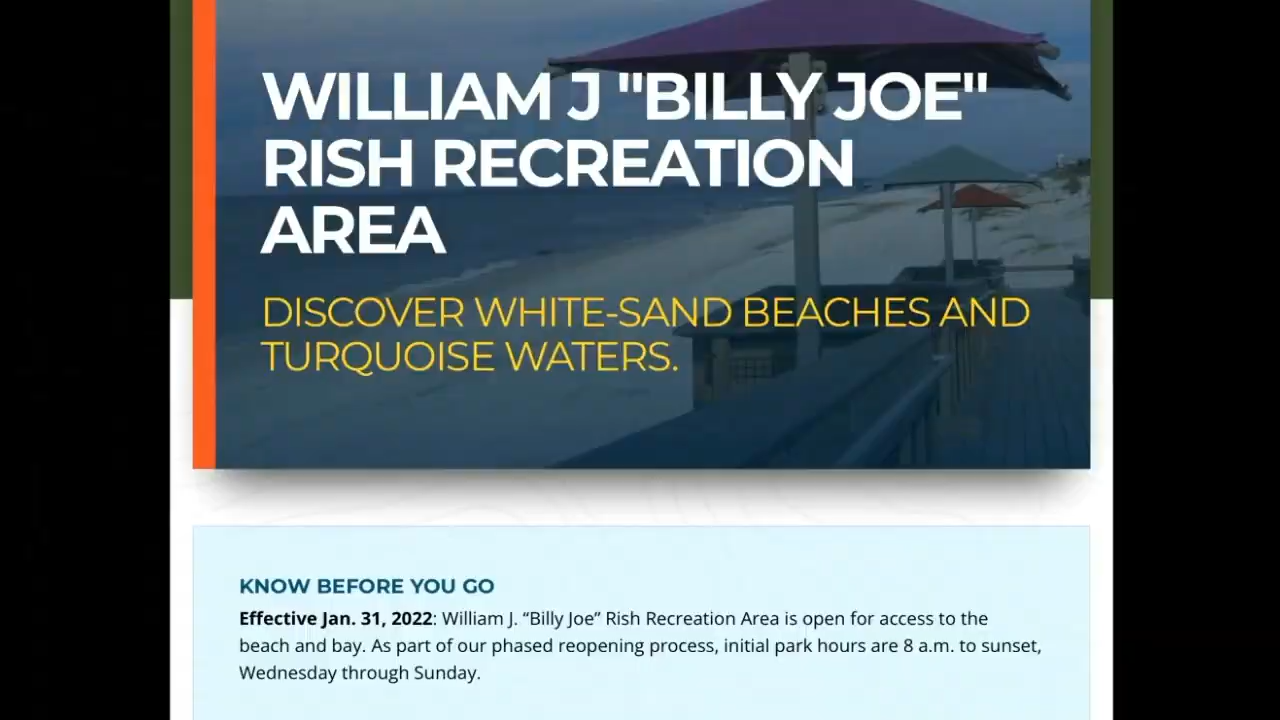 WILLIAM J "BILLY JOE"
RISH RECREATION
AREA
DISCOVER WHITE-SAND BEACHES AND
TURQUOISE WATERS.
KNOW BEFORE YOU GO
Effective Jan. 31, 2022: William J. “Billy Joe” Rish Recreation Area is open for access to the
beach and bay. As part of our phased reopening process, initial park hours are 8 a.m. to sunset,
Wednesday through Sunday.